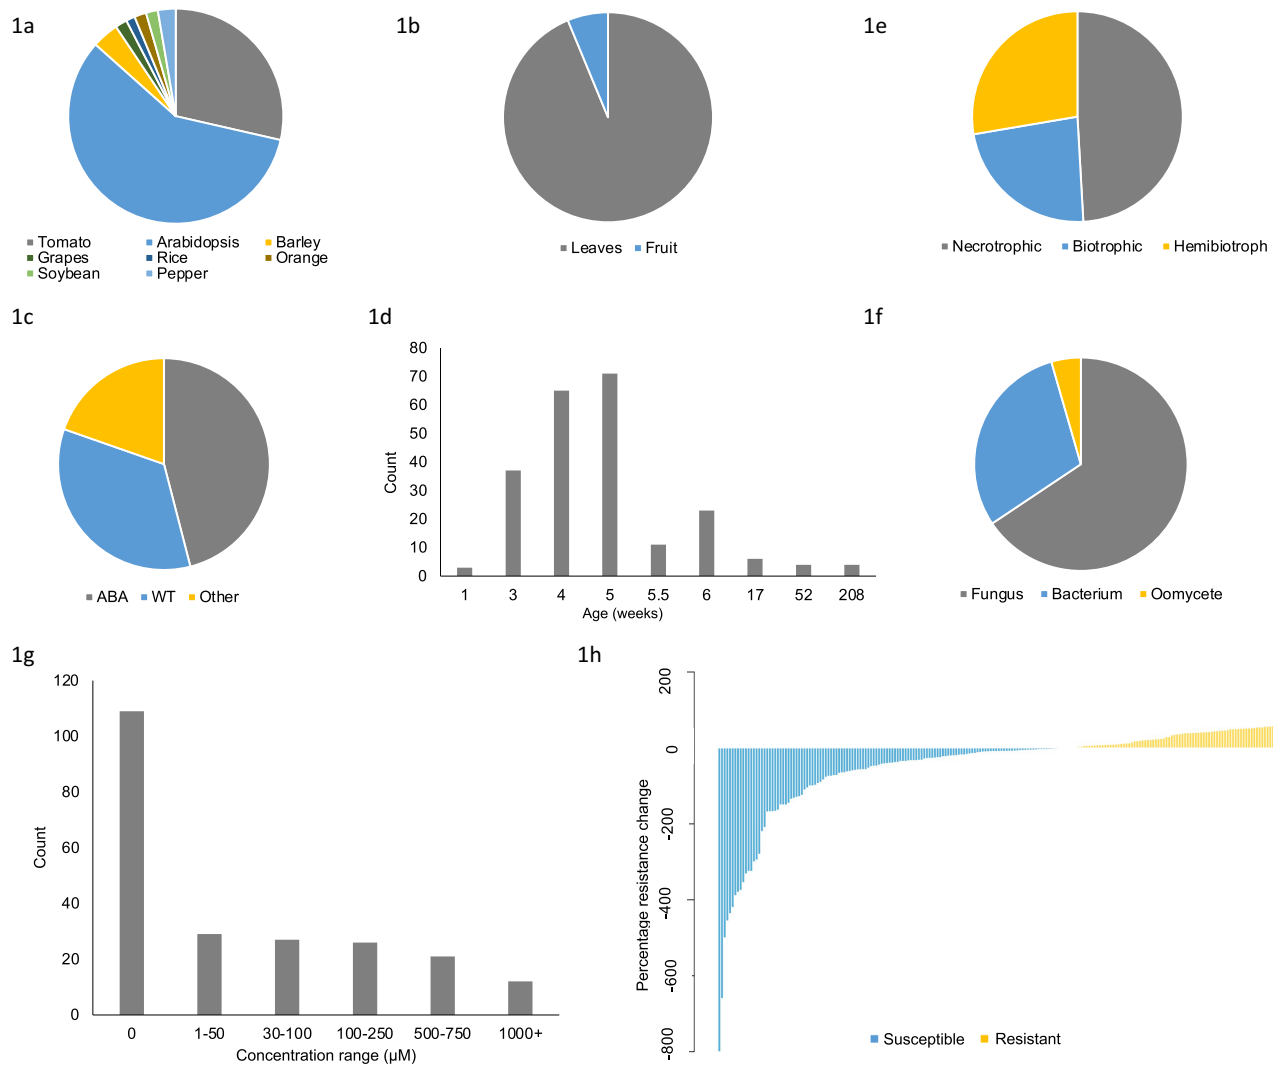 1a
1b
1e
Tomato Arabidopsis Barley
Grapes Rice Orange
Soybean Pepper
Leaves Fruit
Necrotrophic Biotrophic Hemibiotroph
1c
1d
1f
80
70
60
50
40
30
20
10
0
Count
1 3 4 5 5.5 6 17 52 208
Age (weeks)
ABA WT Other
Fungus Bacterium Oomycete
1g
1h
120
100
80
60
40
20
0
Count
0 1-50 30-100 100-250 500-750 1000+
Concentration range (µM)
200
0
-200
-400
-600
-800
Percentage resistance change
Susceptible Resistant